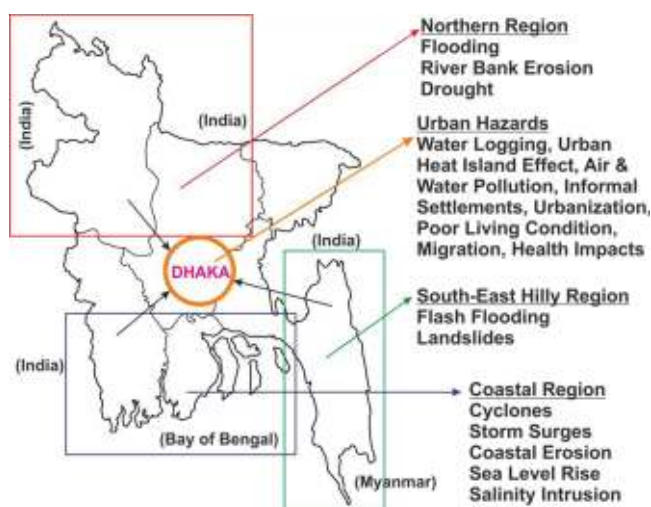 Northern Region
Flooding
River Bank Erosion
Drought
(India)
(India)
Urban Hazards
Water Logging, Urban
Heat Island Effect, Air &
Water Pollution, Informal
Settlements, Urbanization,
Poor Living Condition,
Migration, Health Impacts
(India)
DHAKA
South-East Hilly Region
Flash Flooding
Landslides
(India)
Coastal Region
Cyclones
Storm Surges
Coastal Erosion
Sea Level Rise
Salinity Intrusion
(Bay of Bengal)
(Myanmar)